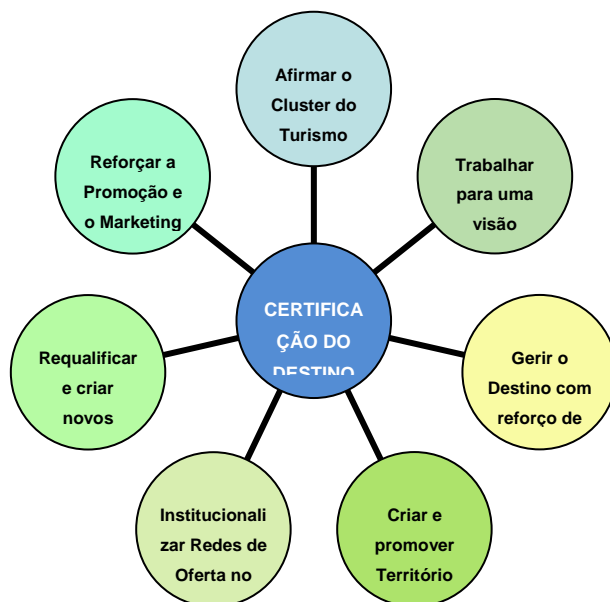 Afirmar o
Cluster do
Turismo
Trabalhar
para uma
visão
Gerir o
Destino com
reforço de
Criar e
promover
Território
Institucionali
zar Redes de
Oferta no
Requalificar
e criar
novos
Reforçar a
Promoção e
o Marketing
CERTIFICA
ÇÃO DO
DESTINO